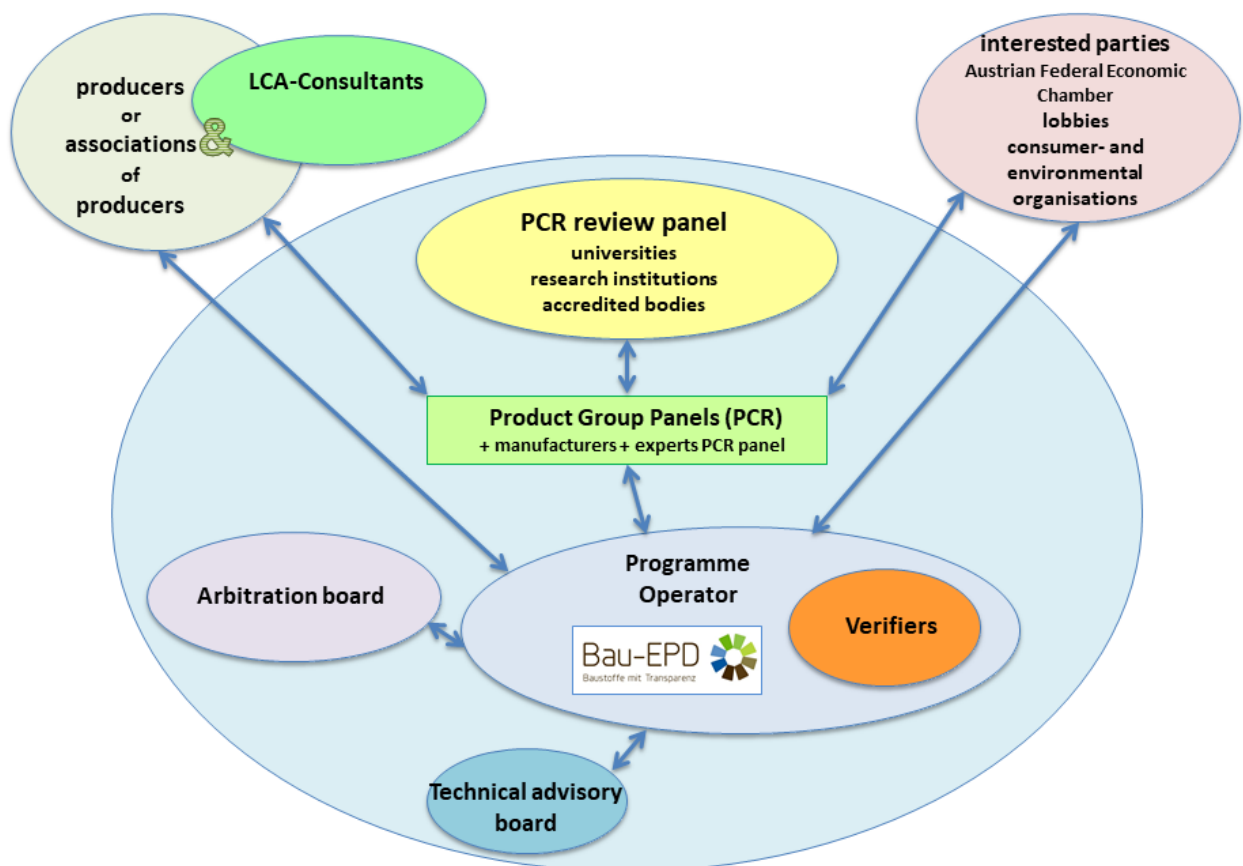 producers
or
associations
of
producers
&
LCA-Consultants
interested parties
Austrian Federal Economic
Chamber
lobbies
consumer- and
environmental
organisations
PCR review panel
universities
research institutions
accredited bodies
Product Group Panels (PCR)
+ manufacturers + experts PCR panel
Programme
Operator
Bau-EPD
Baustoffe mit Transparenz
Verifiers
Arbitration board
Technical advisory
board